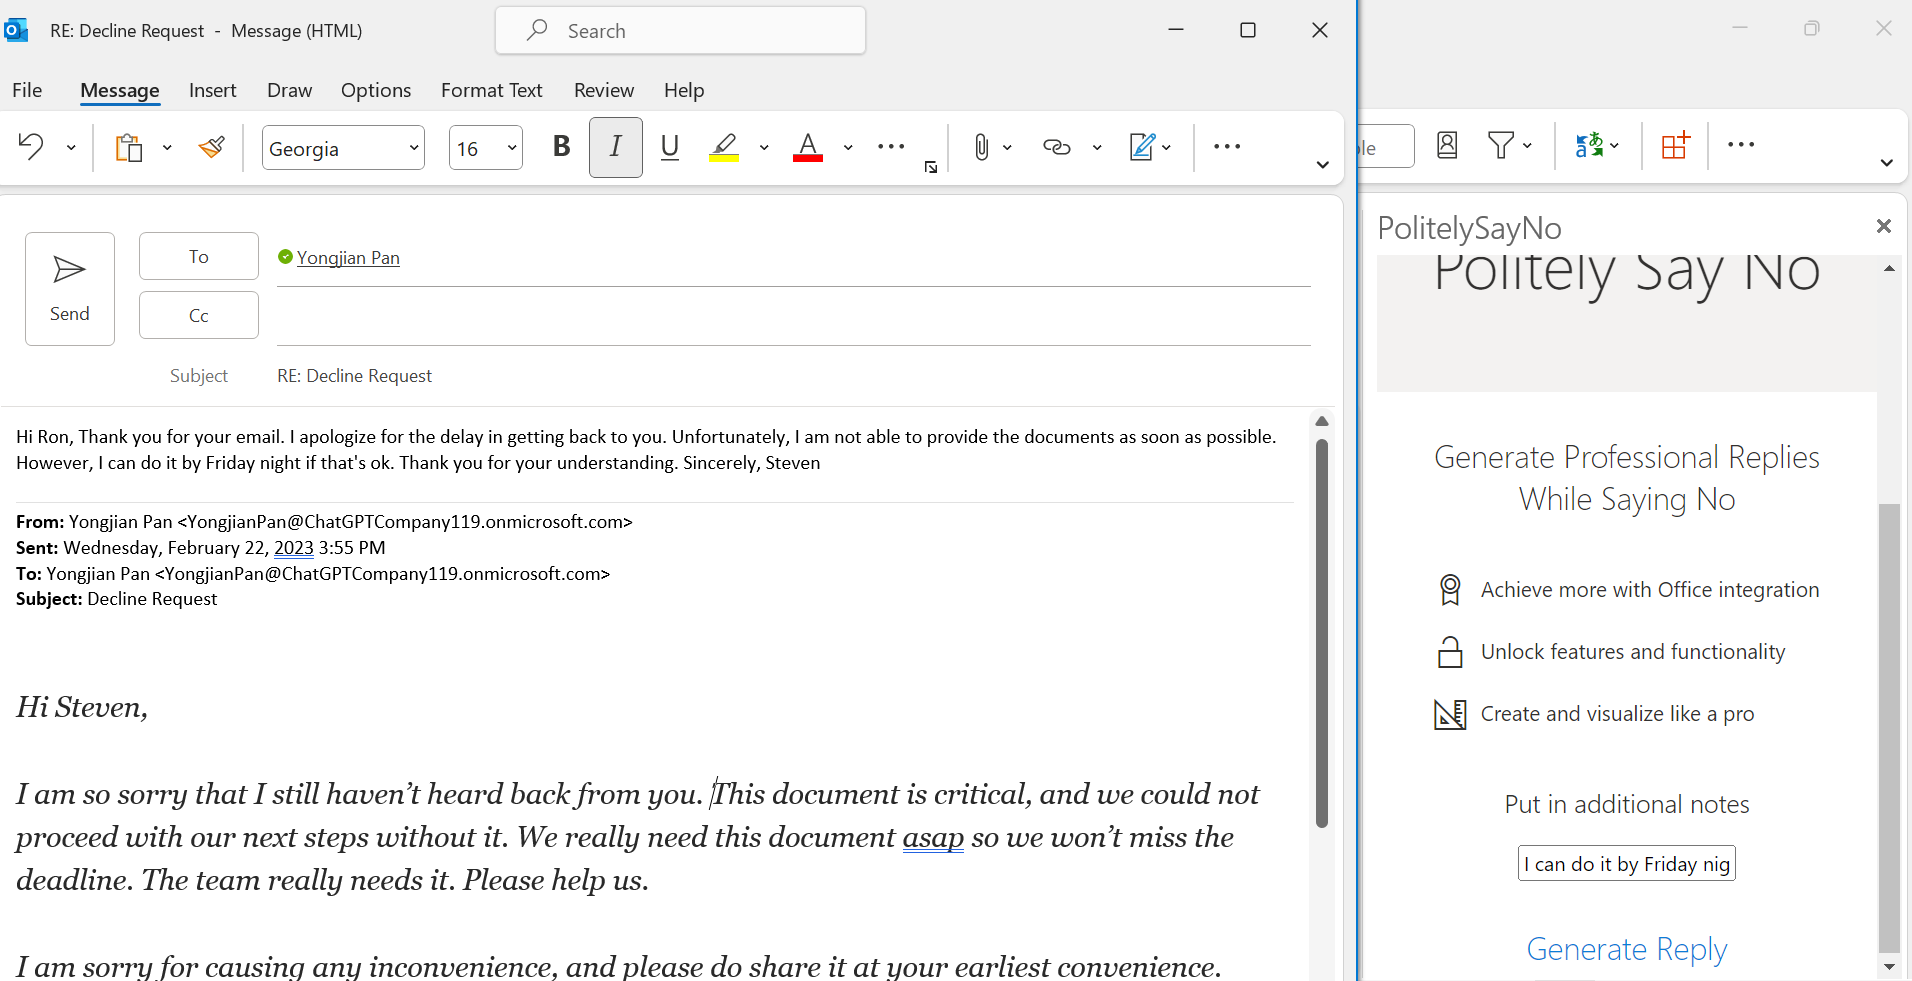 RE: Decline Request - Message (HTML)
Search
File Message Insert Draw Options Format Text Review Help
Georgia 16 B I U A
Send
To
Yongjian Pan
Cc
Subject
RE: Decline Request
Hi Ron, Thank you for your email. I apologize for the delay in getting back to you. Unfortunately, I am not able to provide the documents as soon as possible.
However, I can do it by Friday night if that's ok. Thank you for your understanding. Sincerely, Steven
From: Yongjian Pan <YongjianPan@ChatGPTCompany119.onmicrosoft.com>
Sent: Wednesday, February 22, 2023 3:55 PM
To: Yongjian Pan <YongjianPan@ChatGPTCompany119.onmicrosoft.com>
Subject: Decline Request
Hi Steven,
I am so sorry that I still haven’t heard back from you. This document is critical, and we could not
proceed with our next steps without it. We really need this document asap so we won’t miss the
deadline. The team really needs it. Please help us.
I am sorry for causing any inconvenience, and please do share it at your earliest convenience.
PolitelySayNo
Politely Say No
Generate Professional Replies
While Saying No
Achieve more with Office integration
Unlock features and functionality
Create and visualize like a pro
Put in additional notes
I can do it by Friday nig
Generate Reply